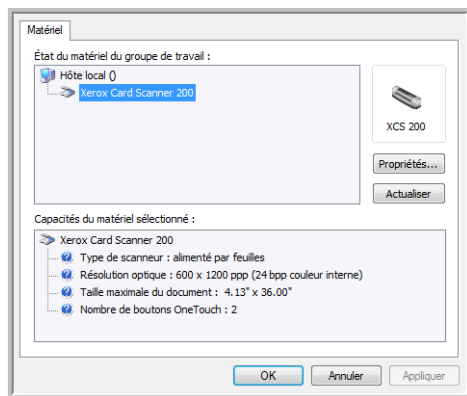 Matériel
État du matériel du groupe de travail :
Hôte local ()
Xerox Card Scanner 200
XCS 200
Propriétés...
Actualiser
Capacités du matériel sélectionné :
Xerox Card Scanner 200
Type de scanneur : alimenté par feuilles
Résolution optique : 600 x 1200 ppp (24 bpp couleur interne)
Taille maximale du document : 4.13" x 36.00"
Nombre de boutons OneTouch : 2
OK Annuler Appliquer